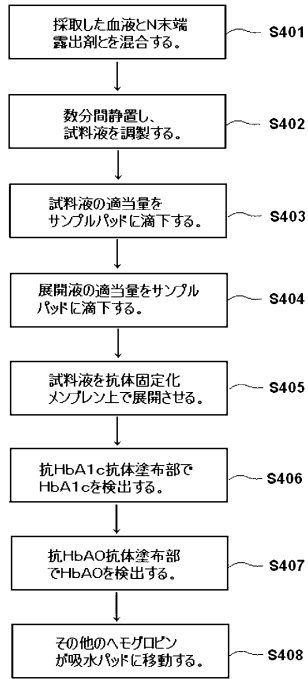 採取した血液とN末端
露出剤とを混合する。
S401
数分間静置し、
試料液を調製する。
S402
試料液の適当量を
サンプルパッドに滴下する。
S403
展開液の適当量をサンプル
パッドに滴下する。
S404
試料液を抗体固定化
メンブレン上で展開させる。
S405
抗HbA1c抗体塗布部で
HbA1cを検出する。
S406
抗HbA0抗体塗布部
でHbA0を検出する。
S407
その他のヘモグロビン
が吸水パッドに移動する。
S408